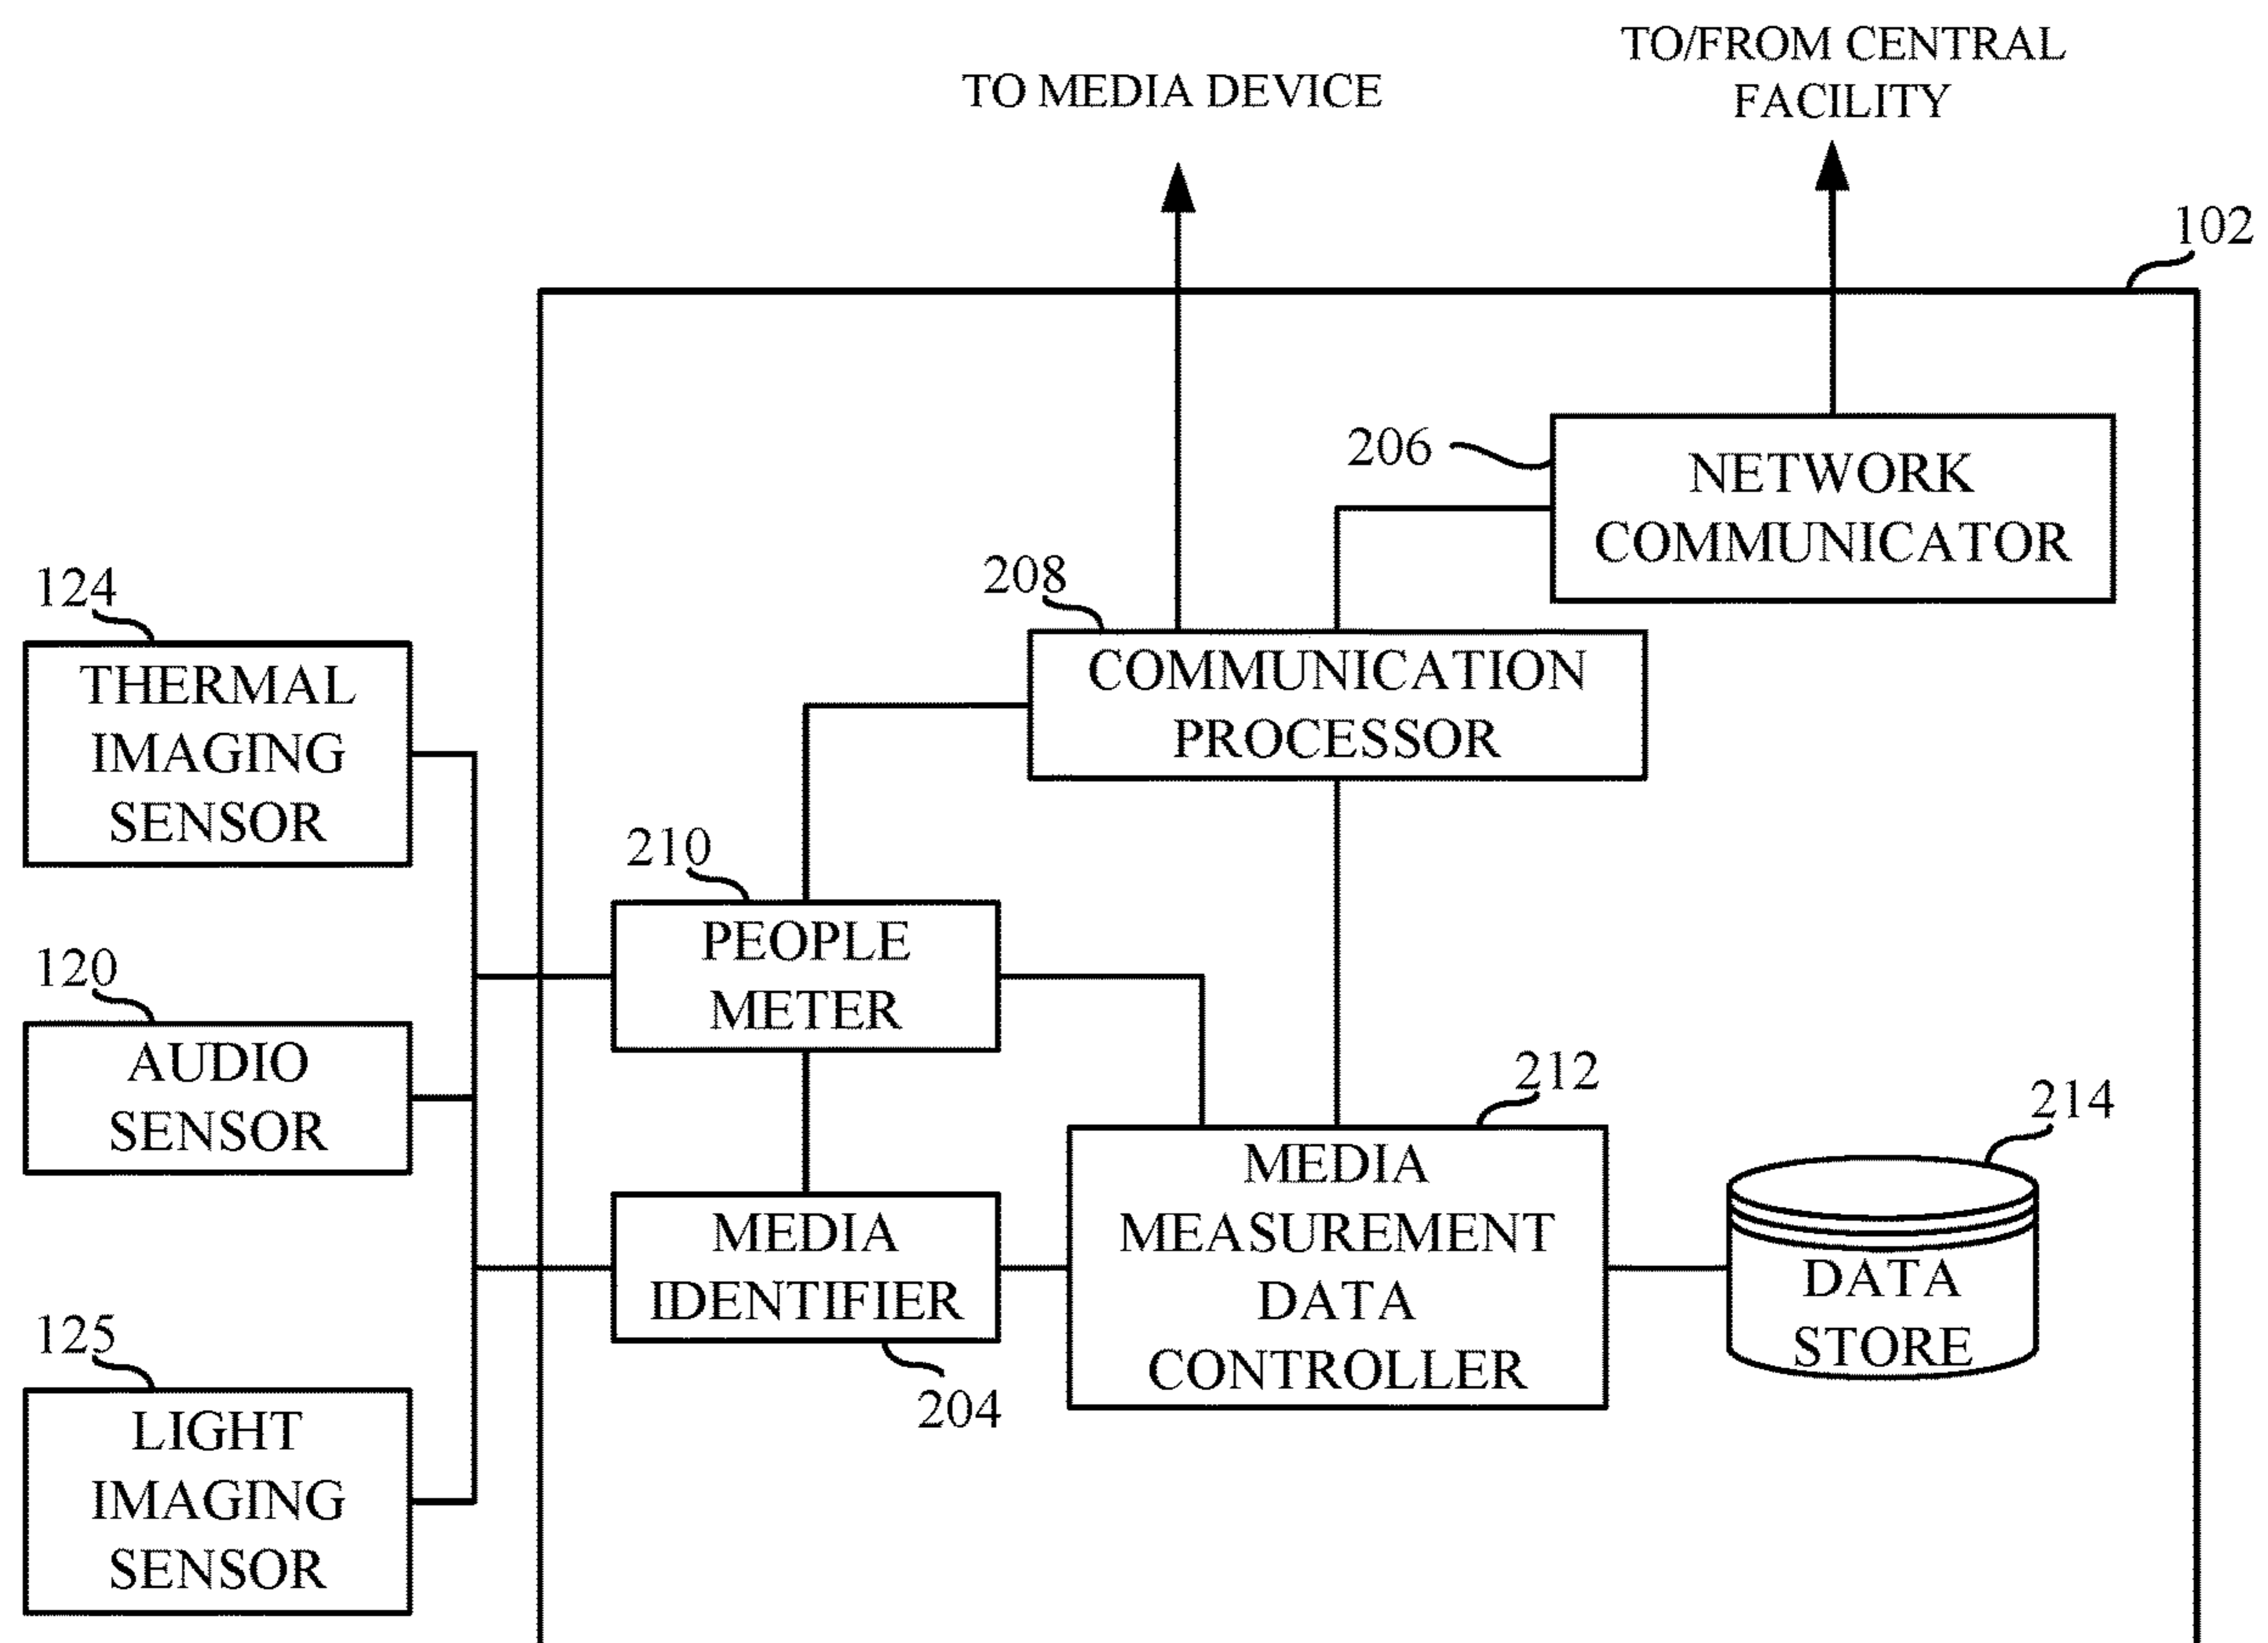 TO/FROM CENTRAL
FACILITY
TO MEDIA DEVICE
102
206
NETWORK
COMMUNICATOR
208
COMMUNICATION
PROCESSOR
124
THERMAL
IMAGING
SENSOR
210
PEOPLE
METER
120
AUDIO
SENSOR
212
MEDIA
MEASUREMENT
DATA
CONTROLLER
214
DATA
STORE
MEDIA
IDENTIFIER
204
125
LIGHT
IMAGING
SENSOR